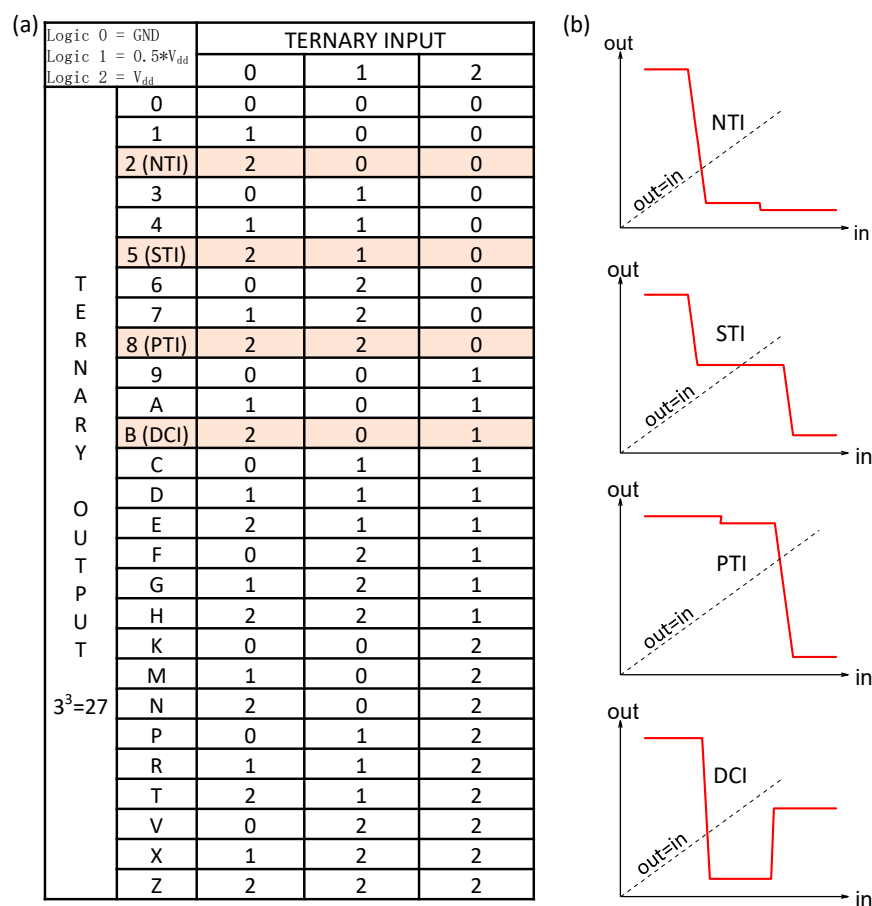 (a)
Logic 0 = GND
Logic 1 = 0.5*Vdd
Logic 2 = Vdd
TERNARY INPUT
0 1 2
0 0 0 0
1 1 0 0
2 (NTI) 2 0 0
3 0 1 0
4 1 1 0
5 (STI) 2 1 0
6 0 2 0
7 1 2 0
8 (PTI) 2 2 0
9 0 0 1
A 1 0 1
B (DCI) 2 0 1
C 0 1 1
D 1 1 1
E 2 1 1
F 0 2 1
G 1 2 1
H 2 2 1
K 0 0 2
M 1 0 2
N 2 0 2
P 0 1 2
R 1 1 2
T 2 1 2
V 0 2 2
X 1 2 2
Z 2 2 2
TERNARY OUTPUT
3³=27
(b)
out
NTI
out=in
in
out
STI
out=in
in
out
PTI
out=in
in
out
DCI
out=in
in